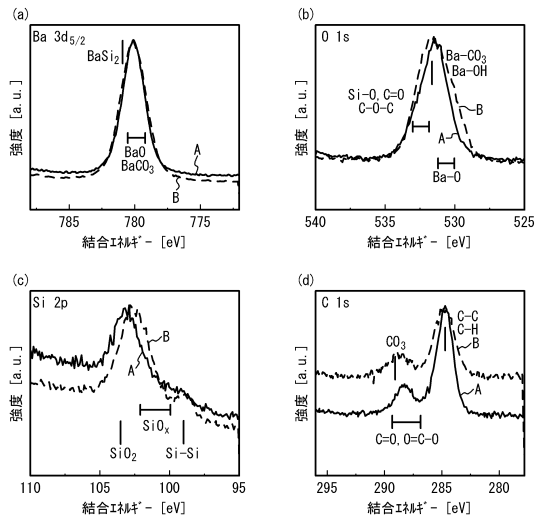 (a)
Ba 3d5/2
BaSi2
BaO
BaCO3
A
B
強度 [a.u.]
785 780 775
結合エネルギー [eV]
(b)
O 1s
Ba-CO3
Ba-OH
Si-O, C=O
C-O-C
B
A
Ba-O
強度 [a.u.]
540 535 530 525
結合エネルギー [eV]
(c)
Si 2p
B
A
SiOx
SiO2
Si-Si
強度 [a.u.]
110 105 100 95
結合エネルギー [eV]
(d)
C 1s
C-C
C-H
CO3
B
A
C=O, O=C-O
強度 [a.u.]
295 290 285 280
結合エネルギー [eV]